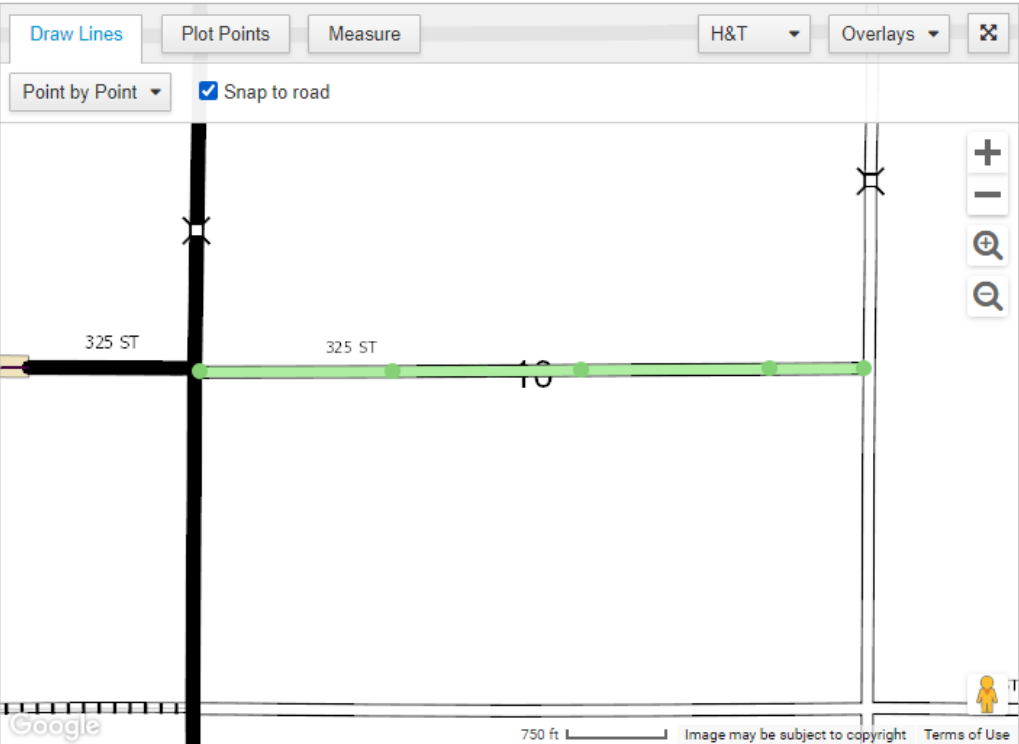 Draw Lines
Plot Points
Measure
H&T
Overlays
Point by Point
Snap to road
325 ST
325 ST
Google
750 ft
Image may be subject to copyright
Terms of Use